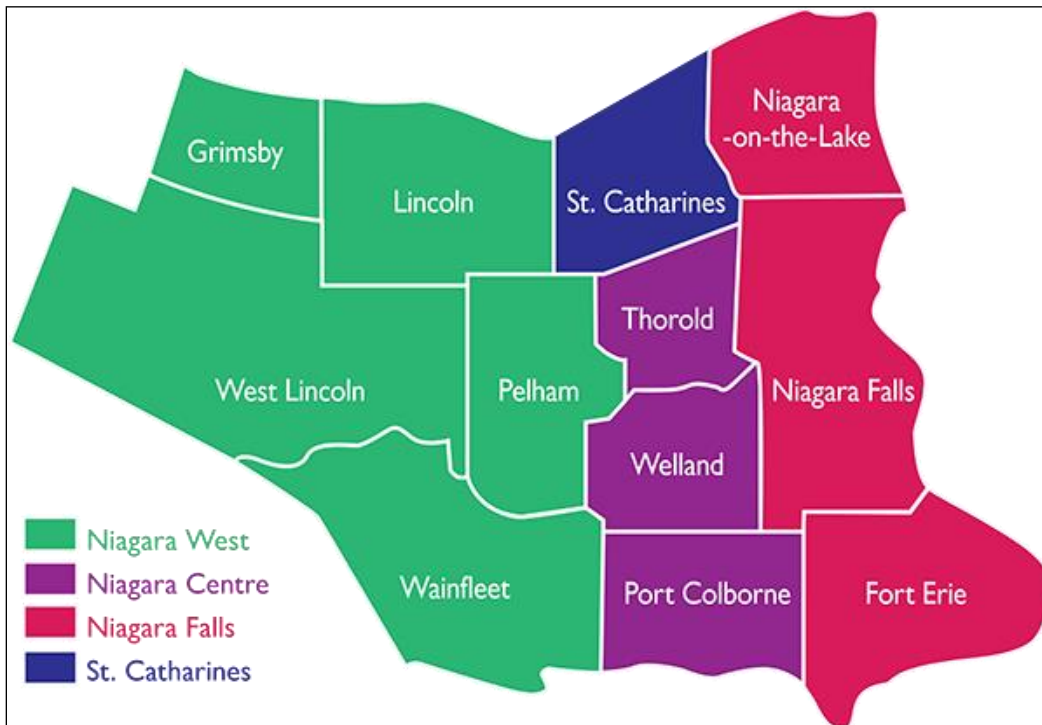 Niagara
-on-the-Lake
Grimsby
Lincoln
St. Catharines
Thorold
West Lincoln
Pelham
Niagara Falls
Welland
Wainfleet
Port Colborne
Fort Erie
Niagara West
Niagara Centre
Niagara Falls
St. Catharines